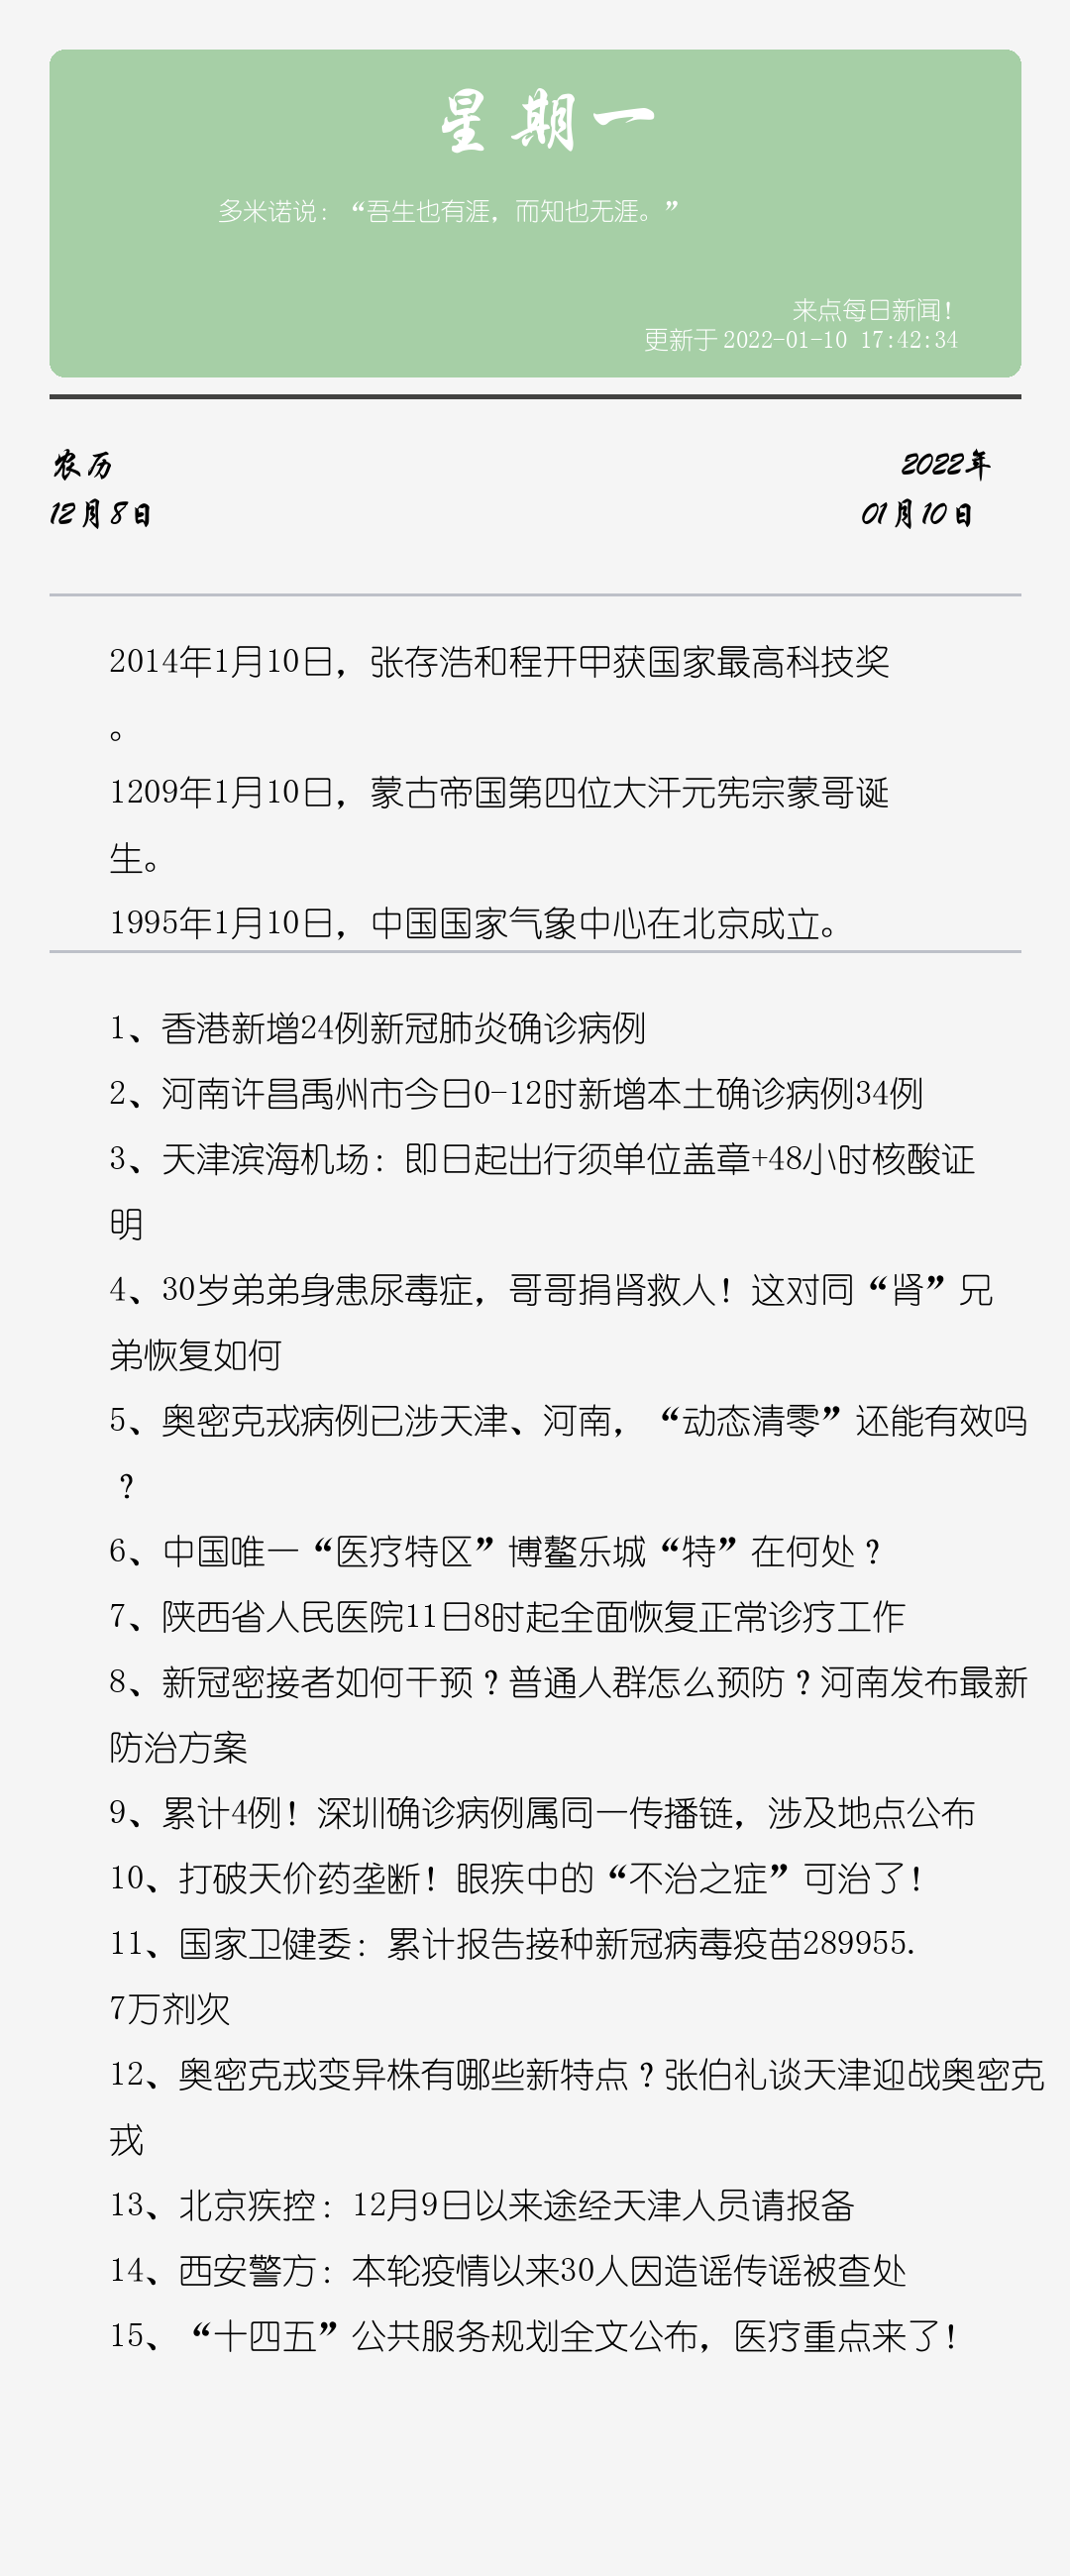 星期一
多米诺说：“吾生也有涯，而知也无涯。”
来点每日新闻！
更新于 2022-01-10 17:42:34
农历
12月8日
2022年
01月10日
2014年1月10日，张存浩和程开甲获国家最高科技奖
。
1209年1月10日，蒙古帝国第四位大汗元宪宗蒙哥诞
生。
1995年1月10日，中国国家气象中心在北京成立。
1、香港新增24例新冠肺炎确诊病例
2、河南许昌禹州市今日0-12时新增本土确诊病例34例
3、天津滨海机场：即日起出行须单位盖章+48小时核酸证
明
4、30岁弟弟身患尿毒症，哥哥捐肾救人！这对同“肾”兄
弟恢复如何
5、奥密克戎病例已涉天津、河南，“动态清零”还能有效吗
？
6、中国唯一“医疗特区”博鳌乐城“特”在何处？
7、陕西省人民医院11日8时起全面恢复正常诊疗工作
8、新冠密接者如何干预？普通人群怎么预防？河南发布最新
防治方案
9、累计4例！深圳确诊病例属同一传播链，涉及地点公布
10、打破天价药垄断！眼疾中的“不治之症”可治了！
11、国家卫健委：累计报告接种新冠病毒疫苗289955.
7万剂次
12、奥密克戎变异株有哪些新特点？张伯礼谈天津迎战奥密克
戎
13、北京疾控：12月9日以来途经天津人员请报备
14、西安警方：本轮疫情以来30人因造谣传谣被查处
15、“十四五”公共服务规划全文公布，医疗重点来了！